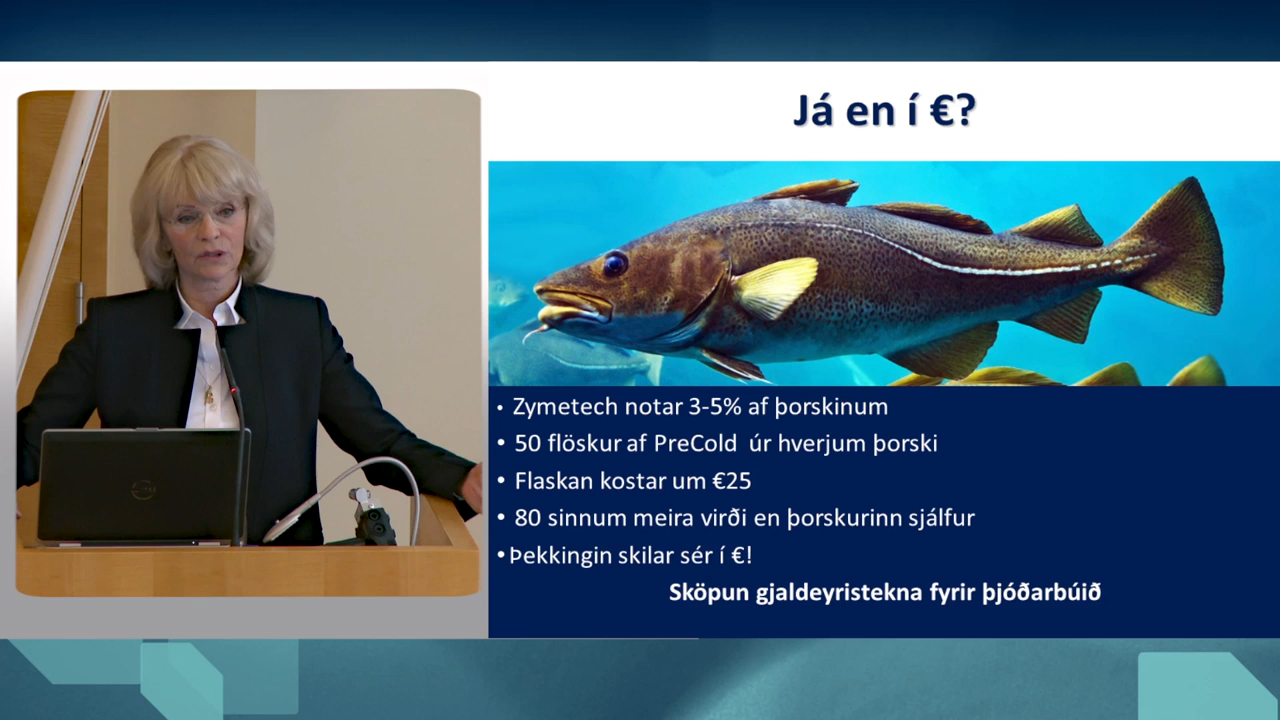 Já en í €?
• Zymetech notar 3-5% af þorskinum
• 50 flöskur af PreCold úr hverjum þorski
• Flaskan kostar um €25
• 80 sinnum meira virði en þorskurinn sjálfur
• Þekkingin skilar sér í €!
Sköpun gjaldeyristekna fyrir þjóðarbúið